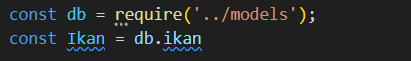 const db = require('../models');
const Ikan = db.ikan